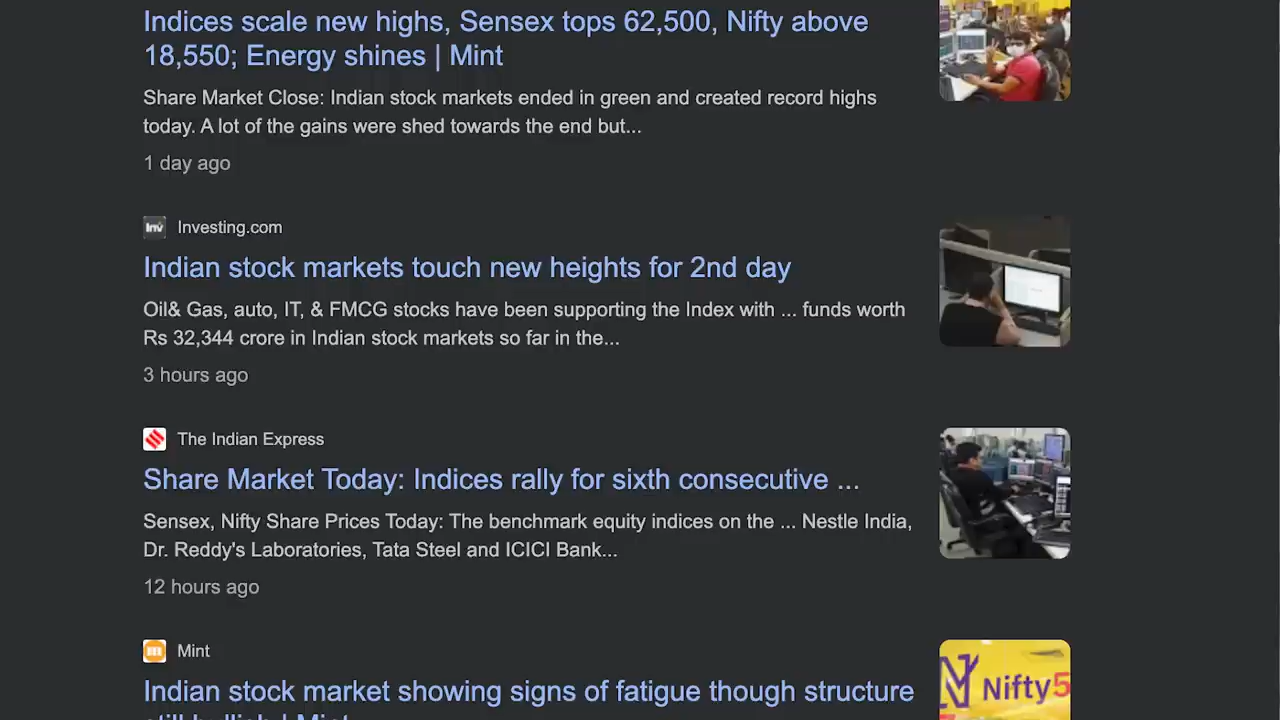 Indices scale new highs, Sensex tops 62,500, Nifty above
18,550; Energy shines | Mint
Share Market Close: Indian stock markets ended in green and created record highs
today. A lot of the gains were shed towards the end but...
1 day ago
Inv Investing.com
Indian stock markets touch new heights for 2nd day
Oil& Gas, auto, IT, & FMCG stocks have been supporting the Index with ... funds worth
Rs 32,344 crore in Indian stock markets so far in the...
3 hours ago
The Indian Express
Share Market Today: Indices rally for sixth consecutive ...
Sensex, Nifty Share Prices Today: The benchmark equity indices on the ... Nestle India,
Dr. Reddy's Laboratories, Tata Steel and ICICI Bank...
12 hours ago
m Mint
Indian stock market showing signs of fatigue though structure
still bullish | Mint
Nifty5